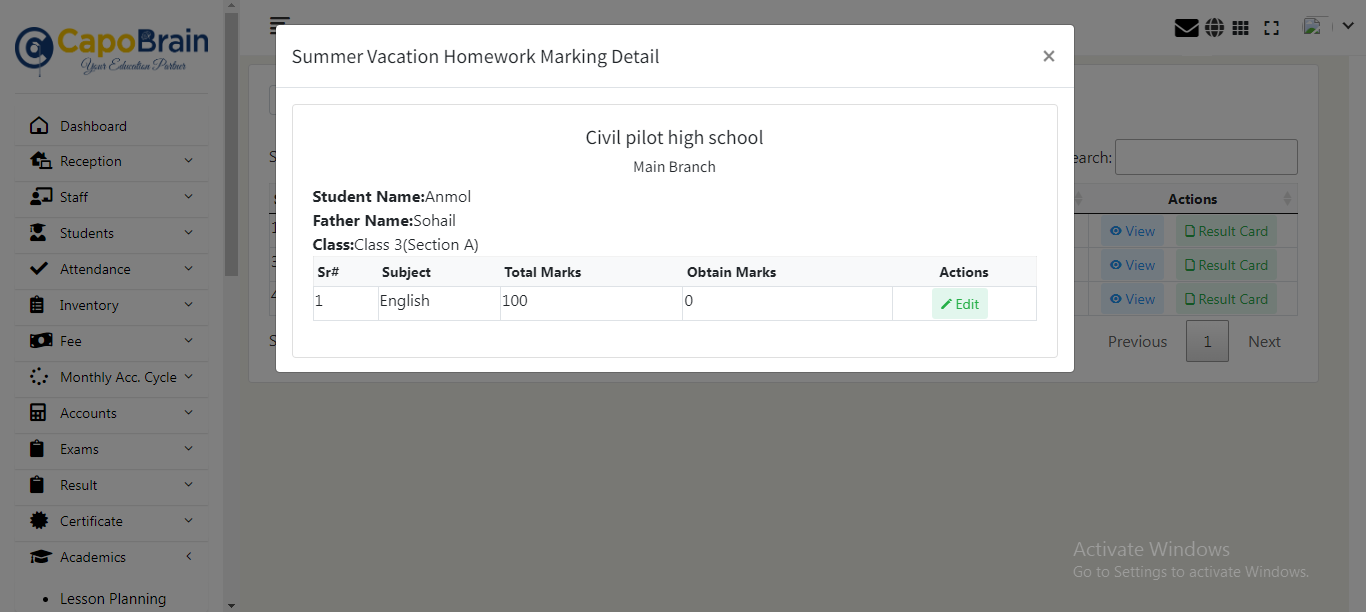 CapoBrain
Your Education Partner
Dashboard
Reception
Staff
Students
Attendance
Inventory
Fee
Monthly Acc. Cycle
Accounts
Exams
Result
Certificate
Academics
Lesson Planning
Summer Vacation Homework Marking Detail ×
Civil pilot high school
Main Branch
Student Name:Anmol
Father Name:Sohail
Class:Class 3(Section A)
Sr# Subject Total Marks Obtain Marks Actions
1 English 100 0 Edit
earch:
Actions
View Result Card
View Result Card
View Result Card
Previous 1 Next
Activate Windows
Go to Settings to activate Windows.